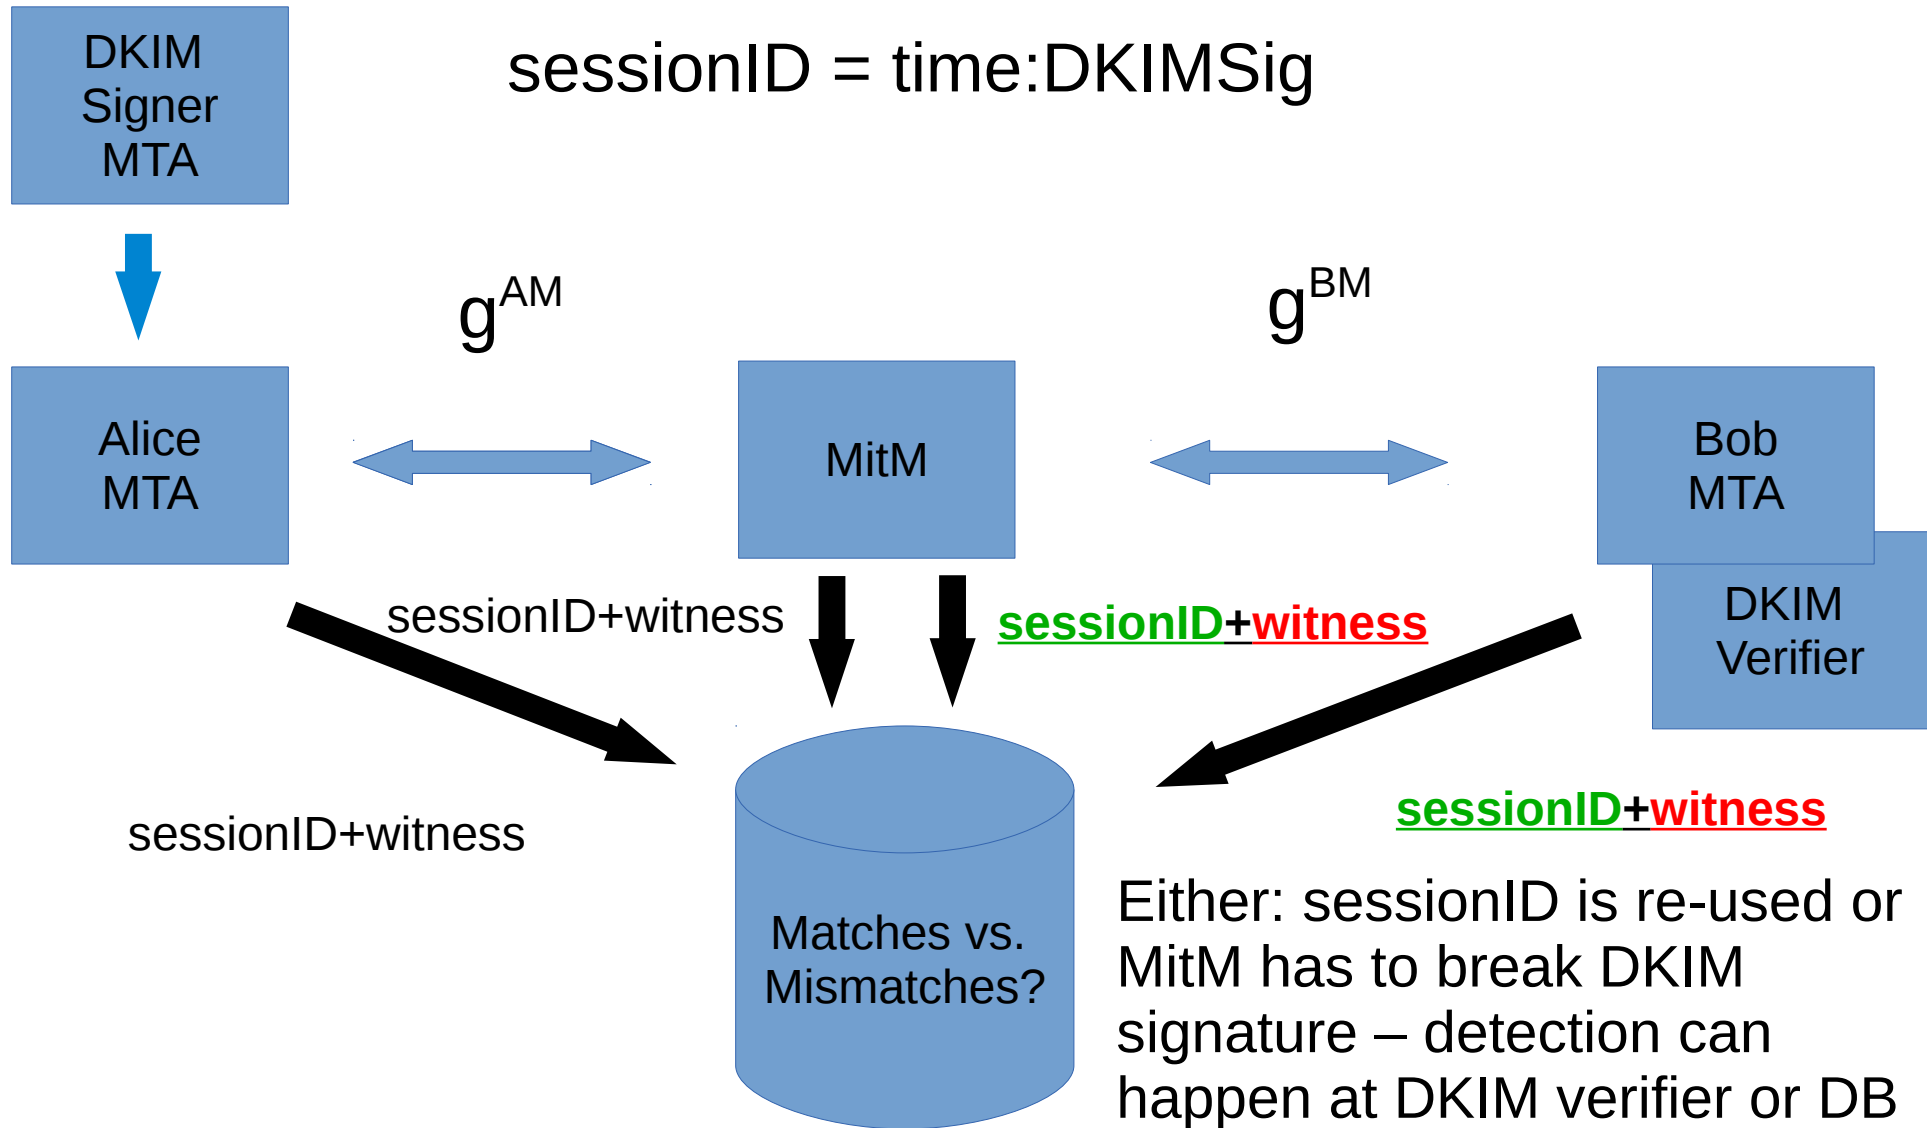 DKIM
Signer
MTA
sessionID = time:DKIMSig
g^AM
g^BM
Alice
MTA
MitM
Bob
MTA
DKIM
Verifier
sessionID+witness
sessionID+witness
sessionID+witness
sessionID+witness
Matches vs.
Mismatches?
Either: sessionID is re-used or
MitM has to break DKIM
signature – detection can
happen at DKIM verifier or DB